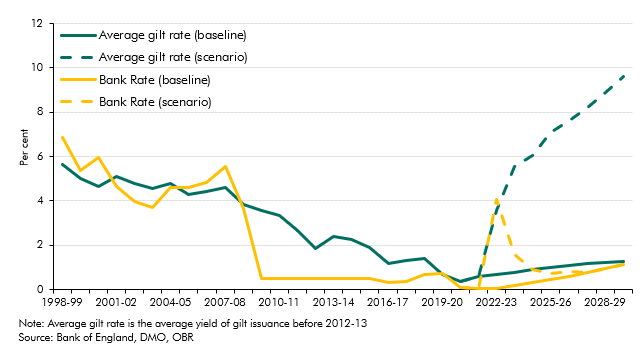 12
10
8
6
4
2
0
Per cent
Average gilt rate (baseline)
Average gilt rate (scenario)
Bank Rate (baseline)
Bank Rate (scenario)
1998-99 2001-02 2004-05 2007-08 2010-11 2013-14 2016-17 2019-20 2022-23 2025-26 2028-29
Note: Average gilt rate is the average yield of gilt issuance before 2012-13
Source: Bank of England, DMO, OBR